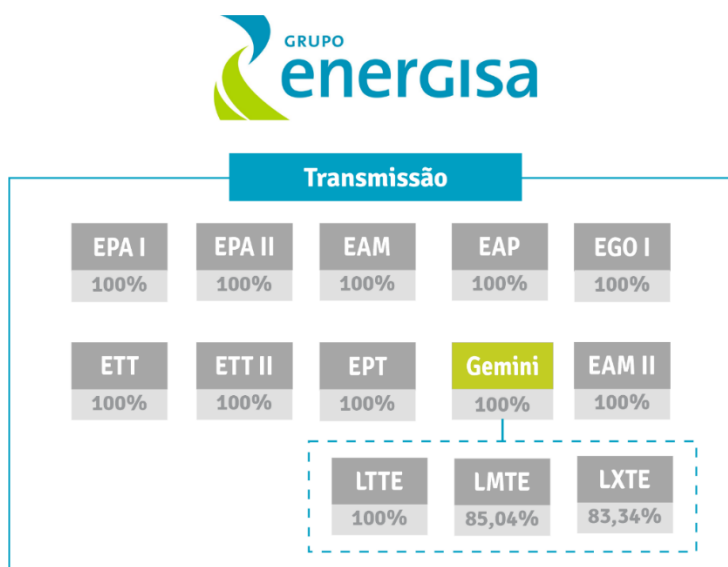 GRUPO
energisa
Transmissão
EPA I EPA II EAM EAP EGO I
100% 100% 100% 100% 100%
ETT ETT II EPT Gemini EAM II
100% 100% 100% 100% 100%
LTTE LMTE LXTE
100% 85,04% 83,34%